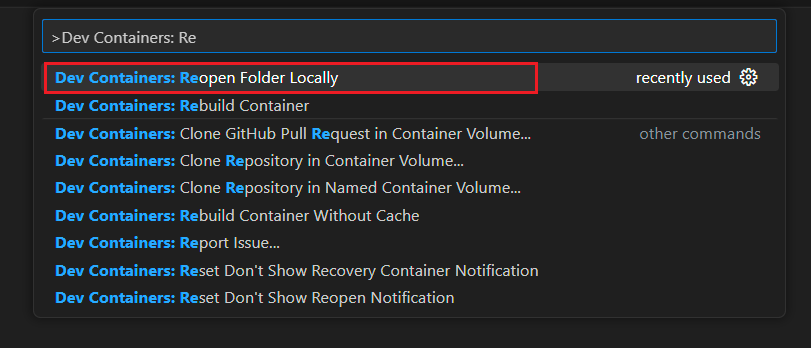 >Dev Containers: Re
Dev Containers: Reopen Folder Locally recently used
Dev Containers: Rebuild Container
Dev Containers: Clone GitHub Pull Request in Container Volume... other commands
Dev Containers: Clone Repository in Container Volume...
Dev Containers: Clone Repository in Named Container Volume...
Dev Containers: Rebuild Container Without Cache
Dev Containers: Report Issue...
Dev Containers: Reset Don't Show Recovery Container Notification
Dev Containers: Reset Don't Show Reopen Notification